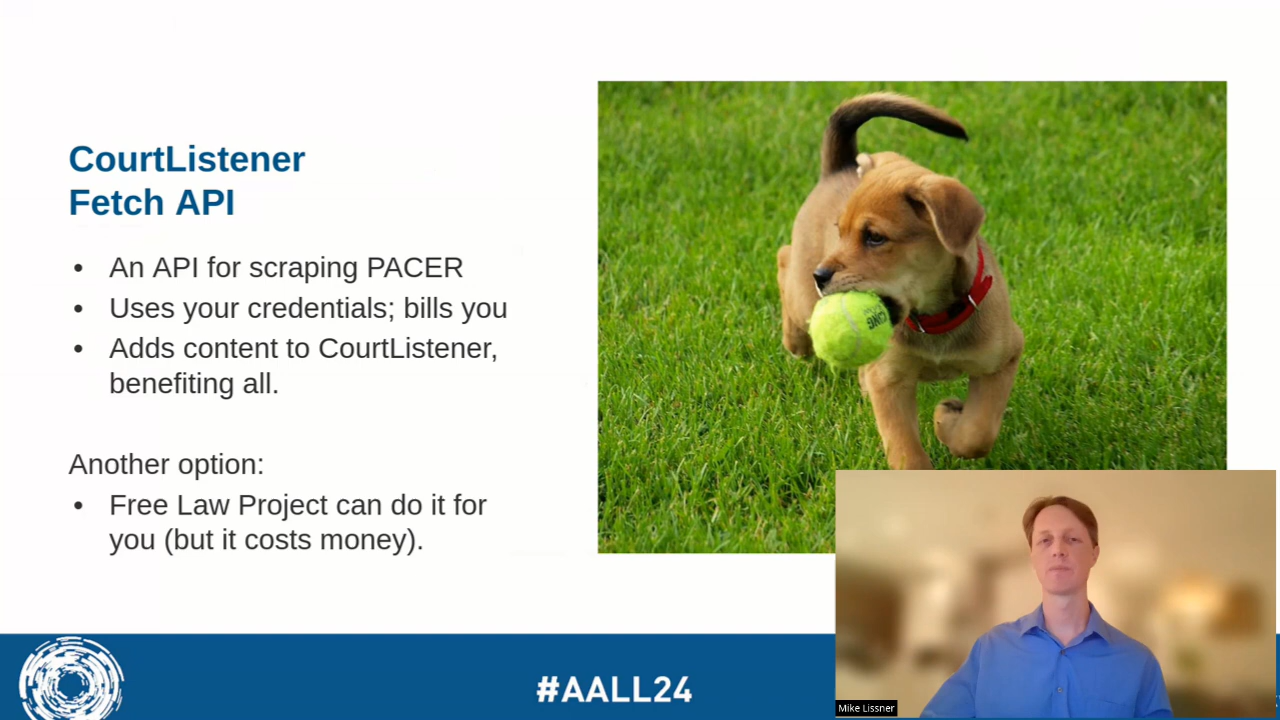 CourtListener
Fetch API
• An API for scraping PACER
• Uses your credentials; bills you
• Adds content to CourtListener,
benefiting all.
Another option:
• Free Law Project can do it for
you (but it costs money).
KONG
#AALL24
Mike Lissner